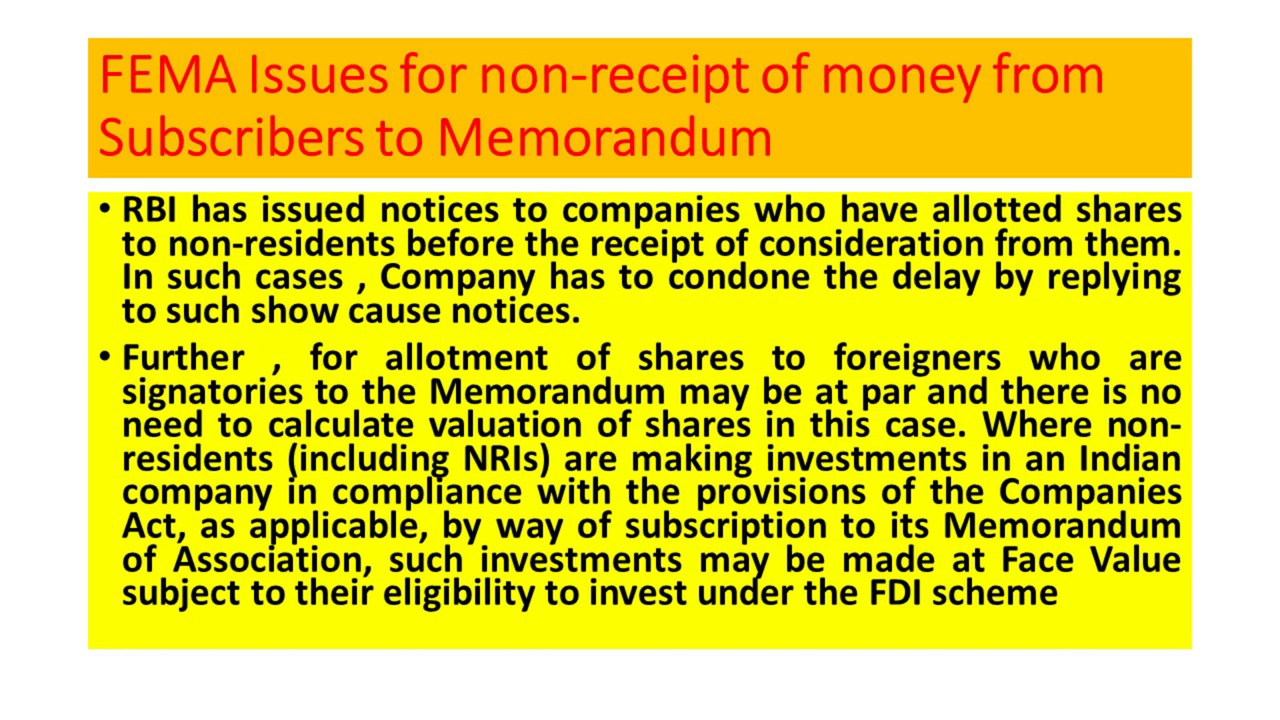 FEMA Issues for non-receipt of money from
Subscribers to Memorandum
• RBI has issued notices to companies who have allotted shares
to non-residents before the receipt of consideration from them.
In such cases , Company has to condone the delay by replying
to such show cause notices.
• Further , for allotment of shares to foreigners who are
signatories to the Memorandum may be at par and there is no
need to calculate valuation of shares in this case. Where non-
residents (including NRIs) are making investments in an Indian
company in compliance with the provisions of the Companies
Act, as applicable, by way of subscription to its Memorandum
of Association, such investments may be made at Face Value
subject to their eligibility to invest under the FDI scheme